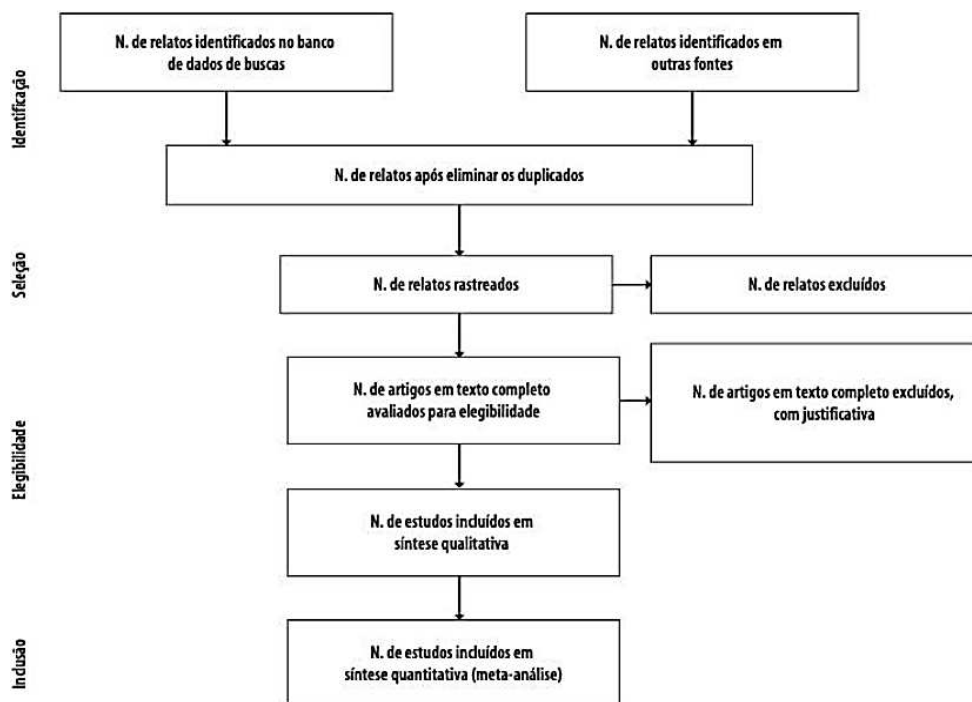 Identificação
N. de relatos identificados no banco
de dados de buscas
N. de relatos identificados em
outras fontes
N. de relatos após eliminar os duplicados
Seleção
N. de relatos rastreados
N. de relatos excluídos
Elegibilidade
N. de artigos em texto completo
avaliados para elegibilidade
N. de artigos em texto completo excluídos,
com justificativa
N. de estudos incluídos em
síntese qualitativa
Inclusão
N. de estudos incluídos em
síntese quantitativa (meta-análise)